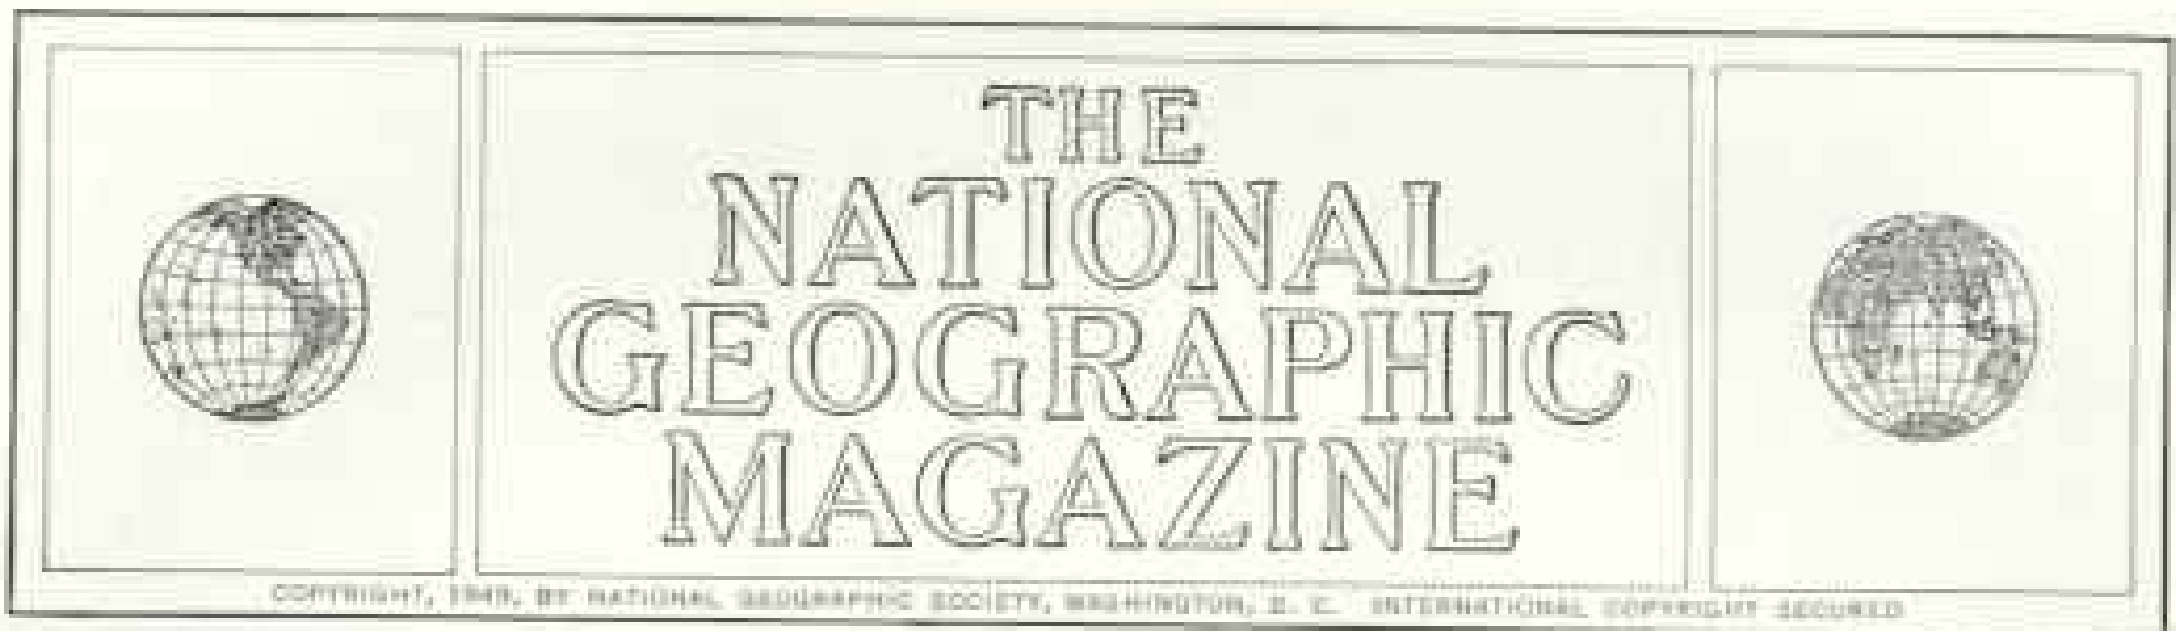 THE
NATIONAL
GEOGRAPHIC
MAGAZINE
COPYRIGHT, BY NATIONAL GEOGRAPHIC SOCIETY, WASHINGTON, D. C. INTERNATIONAL COPYRIGHT SECURED